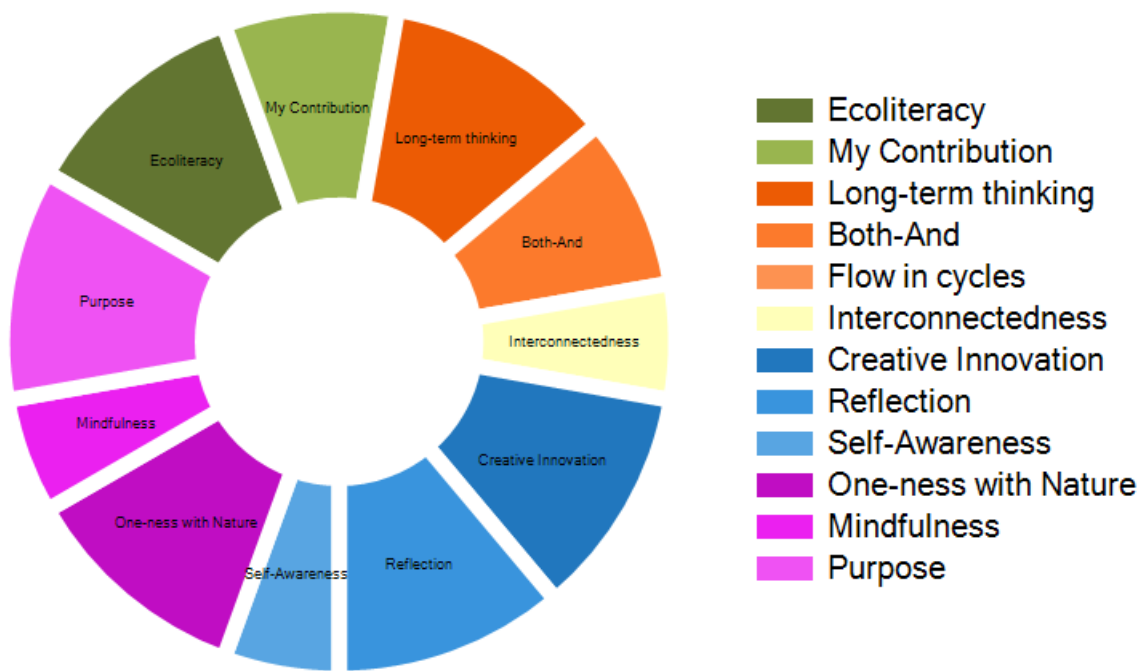 My Contribution
Long-term thinking
Ecoliteracy
Both-And
Purpose
Interconnectedness
Mindfulness
Creative Innovation
One-ness with Nature
Reflection
Self-Awareness
Ecoliteracy
My Contribution
Long-term thinking
Both-And
Flow in cycles
Interconnectedness
Creative Innovation
Reflection
Self-Awareness
One-ness with Nature
Mindfulness
Purpose